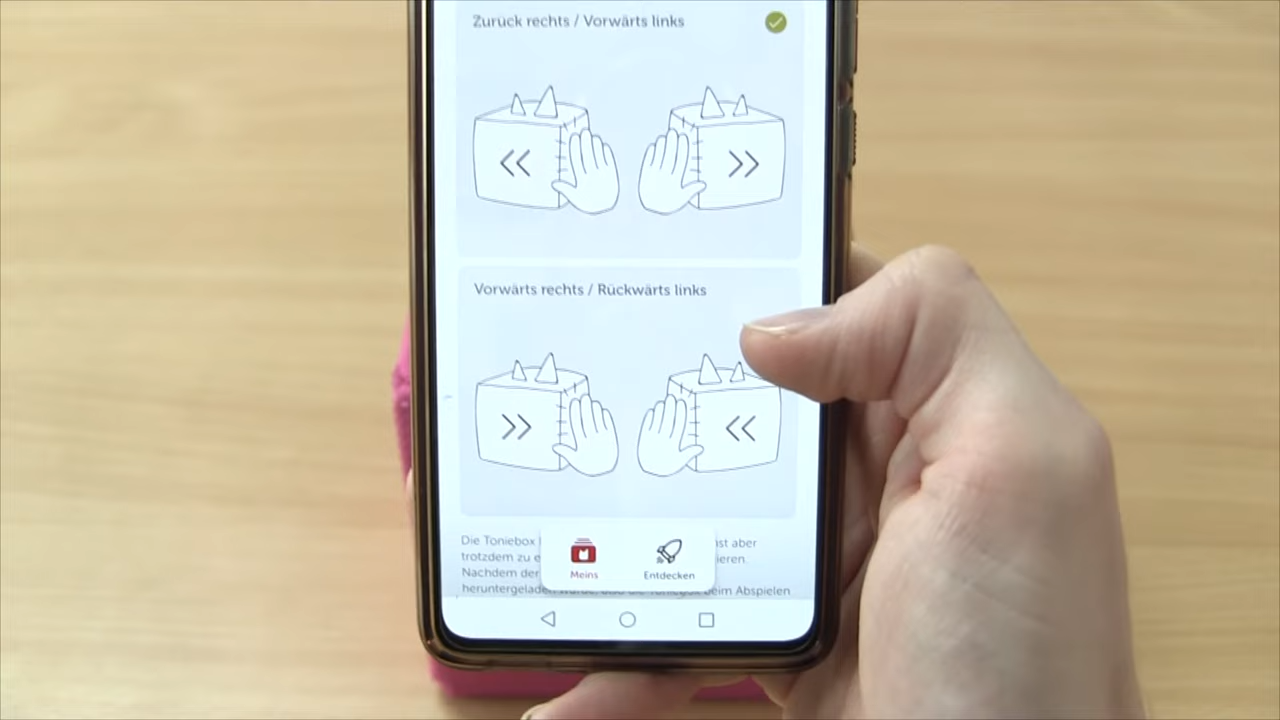 Zurück rechts / Vorwärts links
Vorwärts rechts / Rückwärts links
Die Toniebox ist aber
trotzdem zu
Nachdem der
heruntergeladen wurde, beim Abspielen
Meins
Entdecken